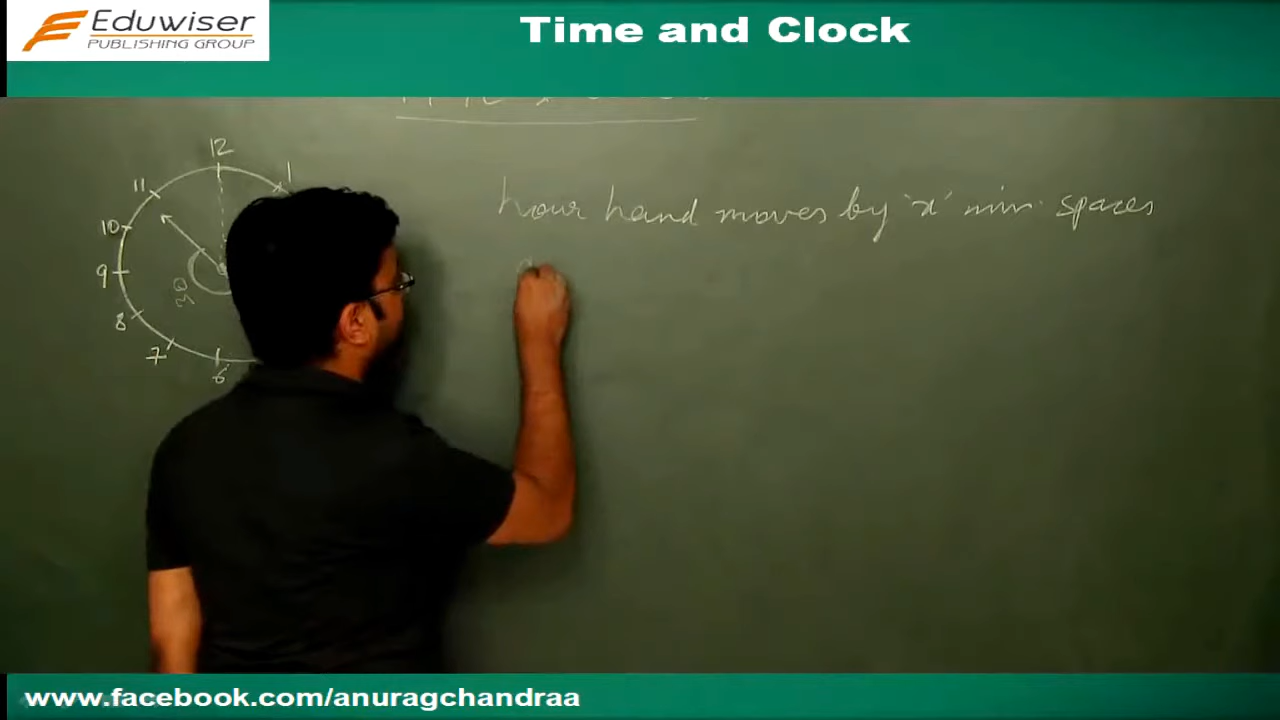 Eduwiser
PUBLISHING GROUP
Time and Clock
12
1
11
10
9
8
7
6
30
hour hand moves by 'x' min. spaces
www.facebook.com/anuragchandraa